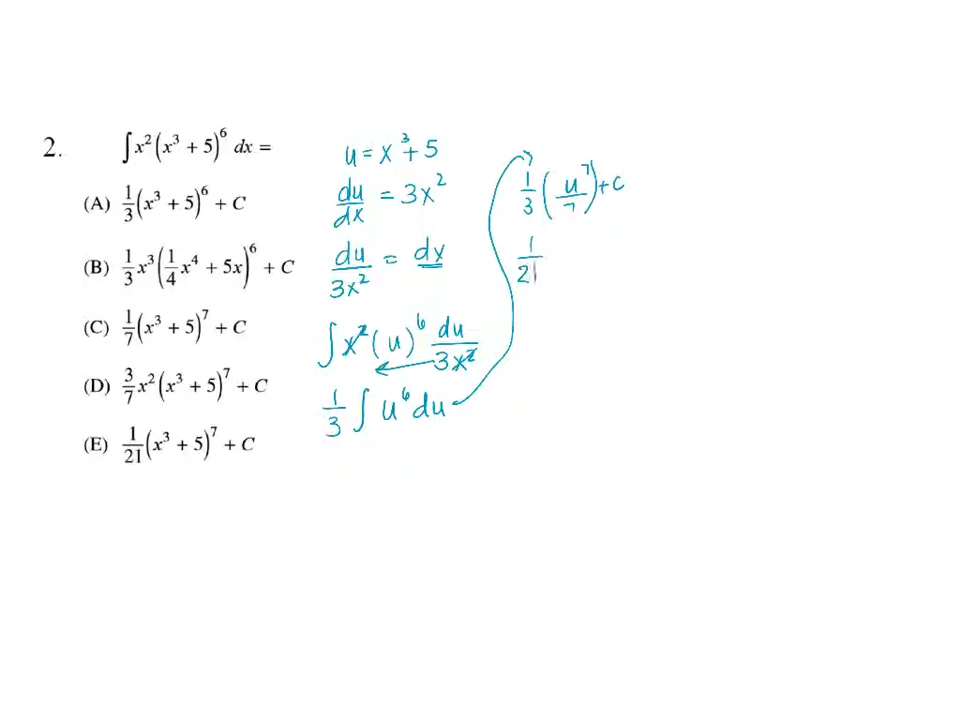 2. ∫x²(x³ + 5)⁶ dx =
(A) 1/3(x³ + 5)⁶ + C
(B) 1/3x³(1/4x⁴ + 5x)⁶ + C
(C) 1/7(x³ + 5)⁷ + C
(D) 3/7x²(x³ + 5)⁷ + C
(E) 1/21(x³ + 5)⁷ + C
u = x³ + 5
du/dx = 3x²
du/3x² = dx
∫x²(u)⁶ du/3x²
1/3 ∫ u⁶ du
1/3 (u⁷/7) + C
1/21